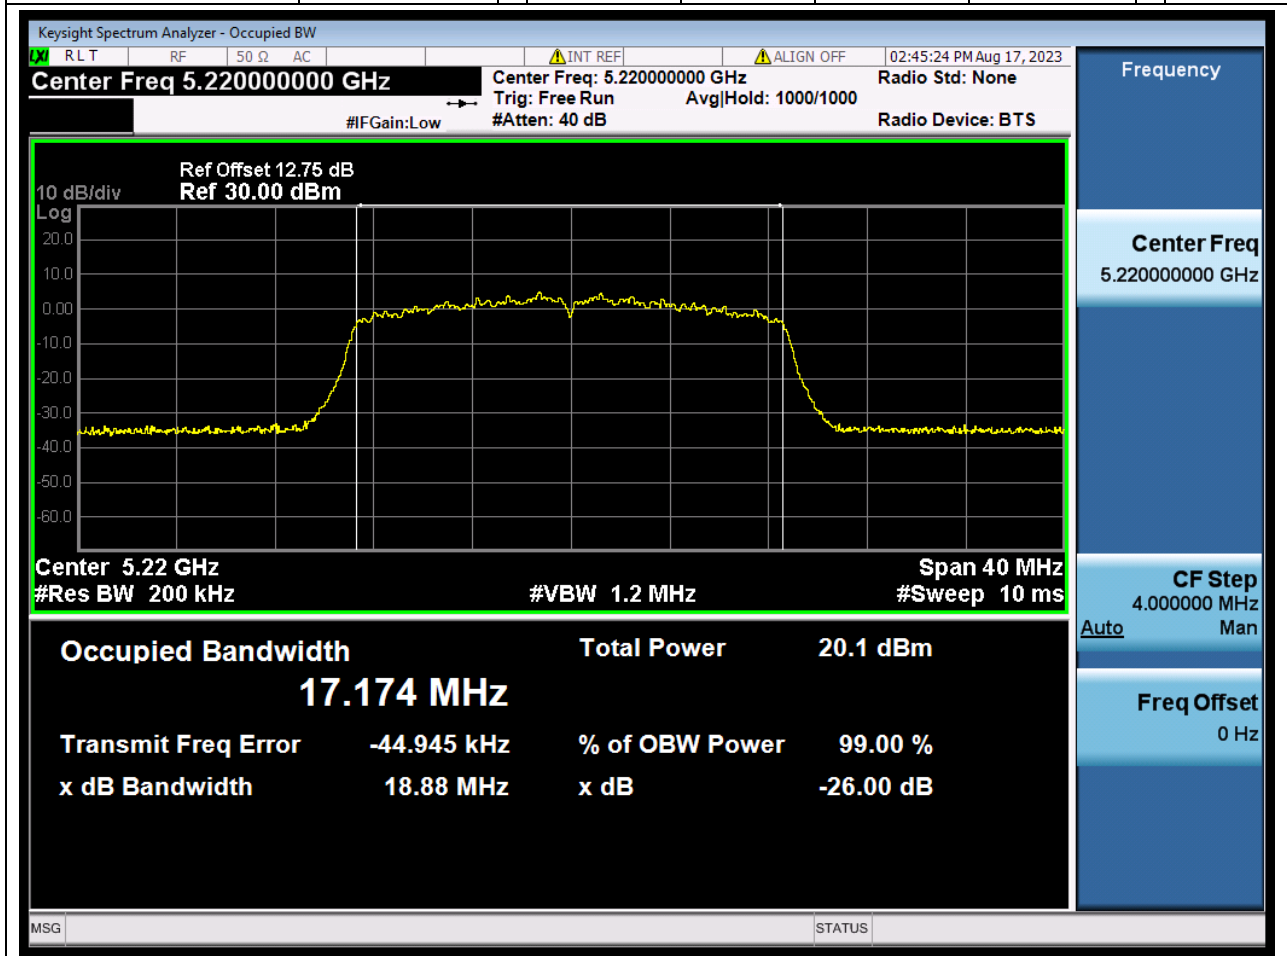 Keysight Spectrum Analyzer - Occupied BW
LXI RLT RF 50 Ω AC INT REF ALIGN OFF 02:45:24 PM Aug 17, 2023
Center Freq 5.220000000 GHz
Center Freq: 5.220000000 GHz Radio Std: None
Trig: Free Run Avg|Hold: 1000/1000
#IFGain:Low #Atten: 40 dB Radio Device: BTS
Ref Offset 12.75 dB
10 dB/div Ref 30.00 dBm
Log
20.0
10.0
0.00
-10.0
-20.0
-30.0
-40.0
-50.0
-60.0
Center 5.22 GHz Span 40 MHz
#Res BW 200 kHz #VBW 1.2 MHz #Sweep 10 ms
Occupied Bandwidth Total Power 20.1 dBm
17.174 MHz
Transmit Freq Error -44.945 kHz % of OBW Power 99.00 %
x dB Bandwidth 18.88 MHz x dB -26.00 dB
MSG STATUS
Frequency
Center Freq
5.220000000 GHz
CF Step
4.000000 MHz
Auto Man
Freq Offset
0 Hz